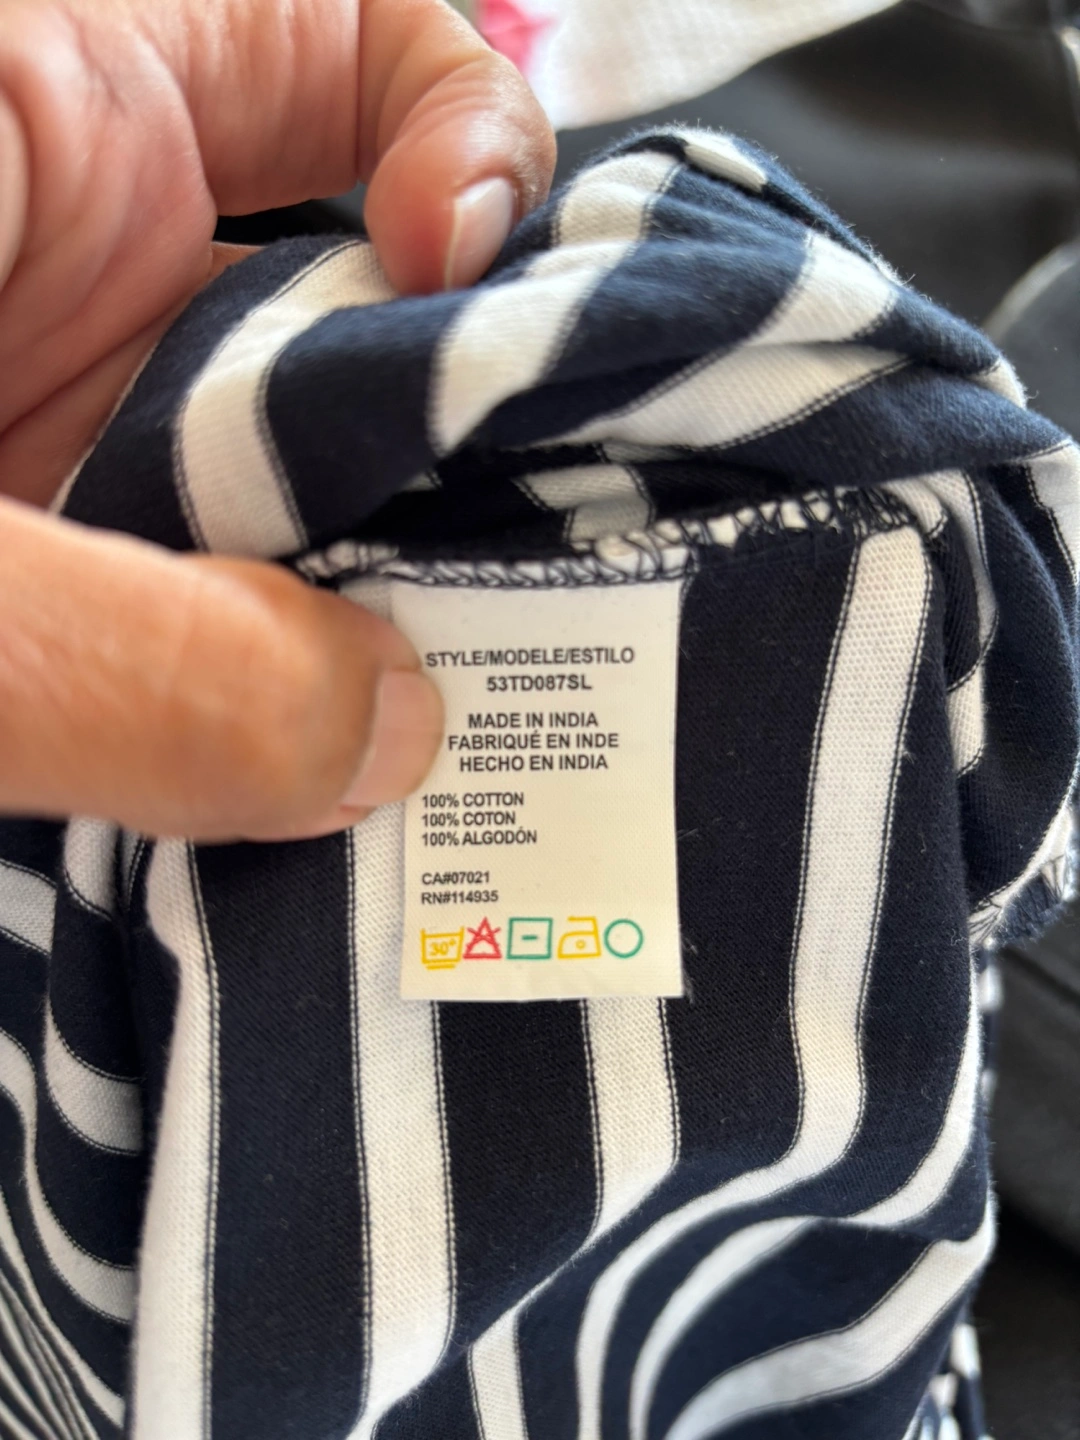 STYLE/MODELE/ESTILO
53TD087SL
MADE IN INDIA
FABRIQUÉ EN INDE
HECHO EN INDIA
100% COTTON
100% COTON
100% ALGODÓN
CA#07021
RN#114935
30°